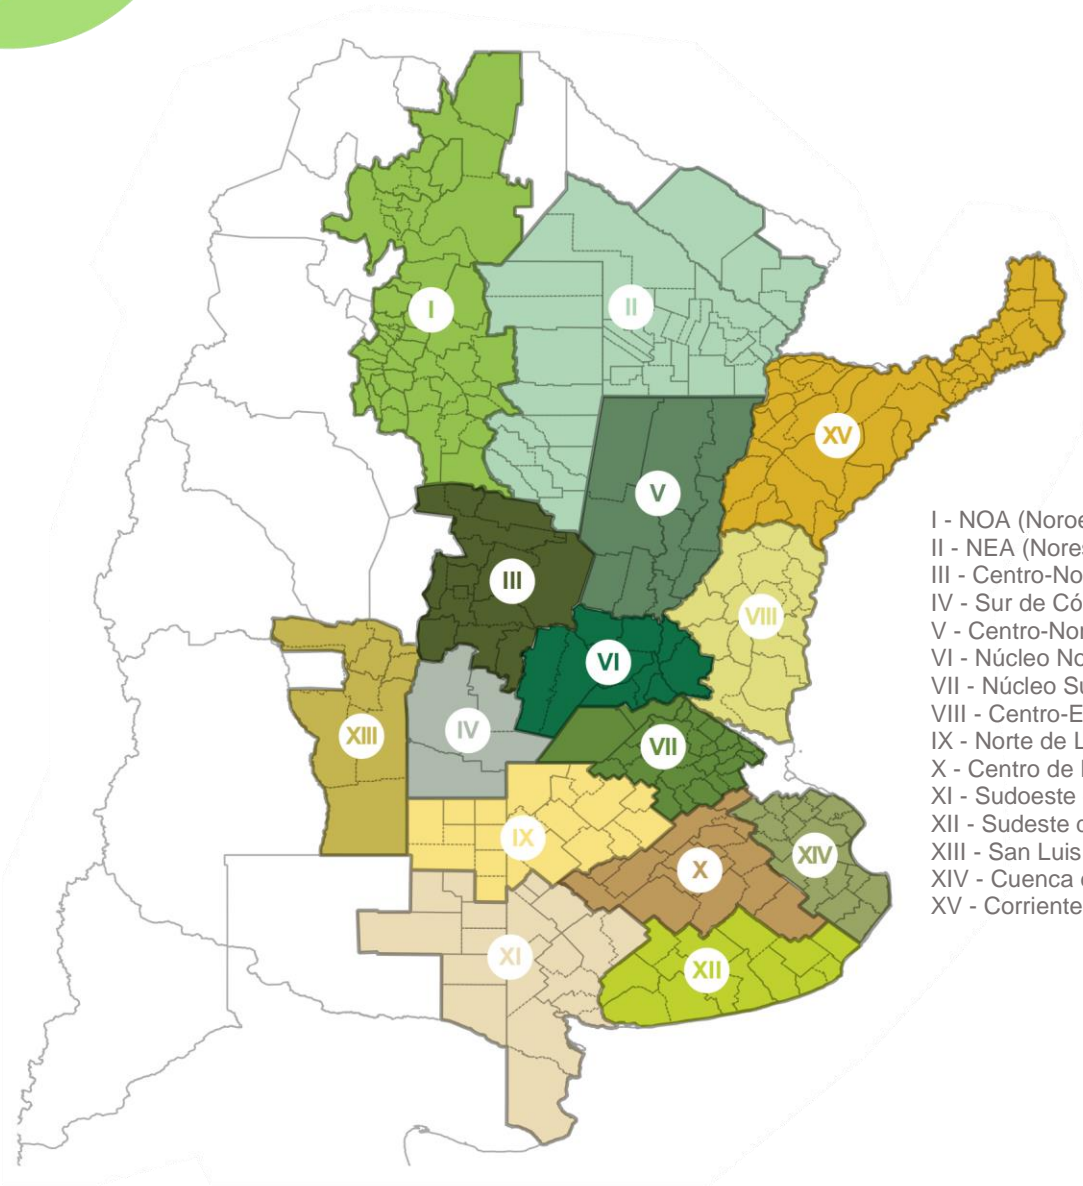 I
II
XV
V
III
VIII
VI
XIII
IV
VII
IX
X
XIV
XI
XII
I - NOA (Noroe
II - NEA (Nores
III - Centro-No
IV - Sur de Có
V - Centro-Nor
VI - Núcleo No
VII - Núcleo Su
VIII - Centro-E
IX - Norte de L
X - Centro de
XI - Sudoeste
XII - Sudeste
XIII - San Luis
XIV - Cuenca
XV - Corriente